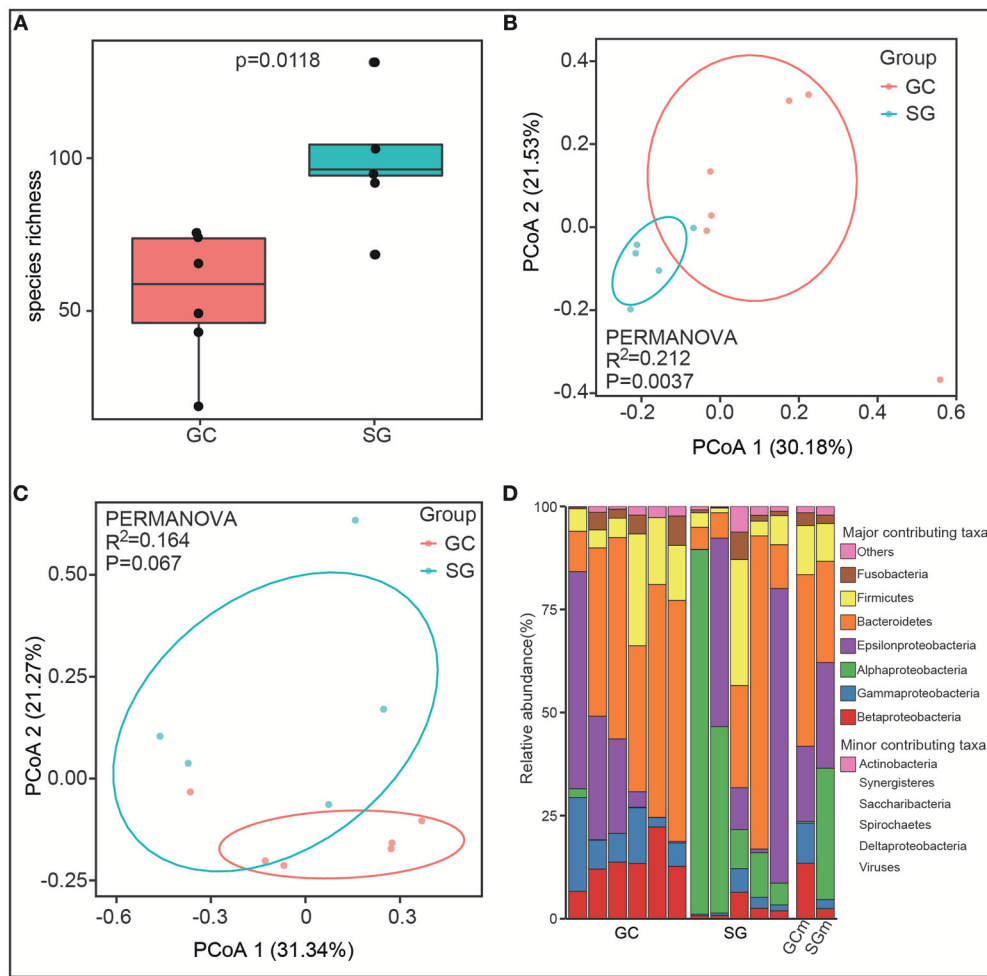 A
p=0.0118
species richness
100
50
GC
SG
B
Group
GC
SG
PCoA 2 (21.53%)
0.4
0.2
0.0
-0.2
-0.4
PERMANOVA
R2=0.212
P=0.0037
-0.2
0.0
0.2
0.4
0.6
PCoA 1 (30.18%)
C
PERMANOVA
R2=0.164
P=0.067
Group
GC
SG
PCoA 2 (21.27%)
0.50
0.25
0.00
-0.25
-0.6
-0.3
0
0.3
PCoA 1 (31.34%)
D
Relative abundance(%)
100
75
50
25
0
GC
SG
GCm
SGm
Major contributing taxa
Others
Fusobacteria
Firmicutes
Bacteroidetes
Epsilonproteobacteria
Alphaproteobacteria
Gammaproteobacteria
Betaproteobacteria
Minor contributing taxa
Actinobacteria
Synergisteres
Saccharibacteria
Spirochaetes
Deltaproteobacteria
Viruses